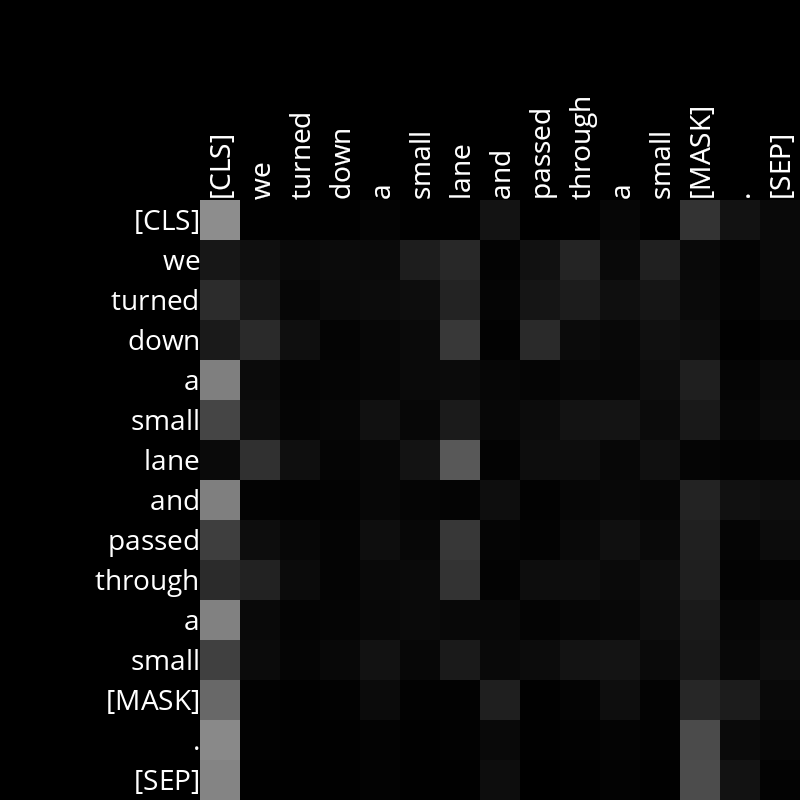 [CLS] we turned down a small lane and passed through a small [MASK] . [SEP]
[CLS]
we
turned
down
a
small
lane
and
passed
through
a
small
[MASK]
.
[SEP]